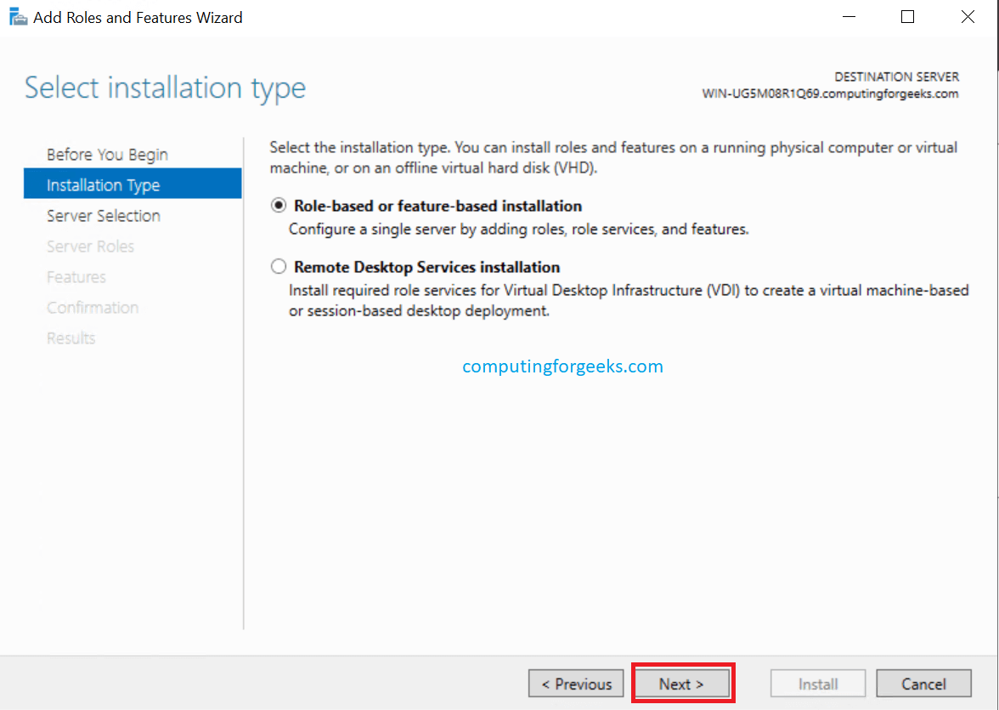 Add Roles and Features Wizard
Select installation type
DESTINATION SERVER
WIN-UG5M08R1Q69.computingforgeeks.com
Before You Begin
Installation Type
Server Selection
Server Roles
Features
Confirmation
Results
Select the installation type. You can install roles and features on a running physical computer or virtual
machine, or on an offline virtual hard disk (VHD).
Role-based or feature-based installation
Configure a single server by adding roles, role services, and features.
Remote Desktop Services installation
Install required role services for Virtual Desktop Infrastructure (VDI) to create a virtual machine-based
or session-based desktop deployment.
computingforgeeks.com
< Previous
Next >
Install
Cancel